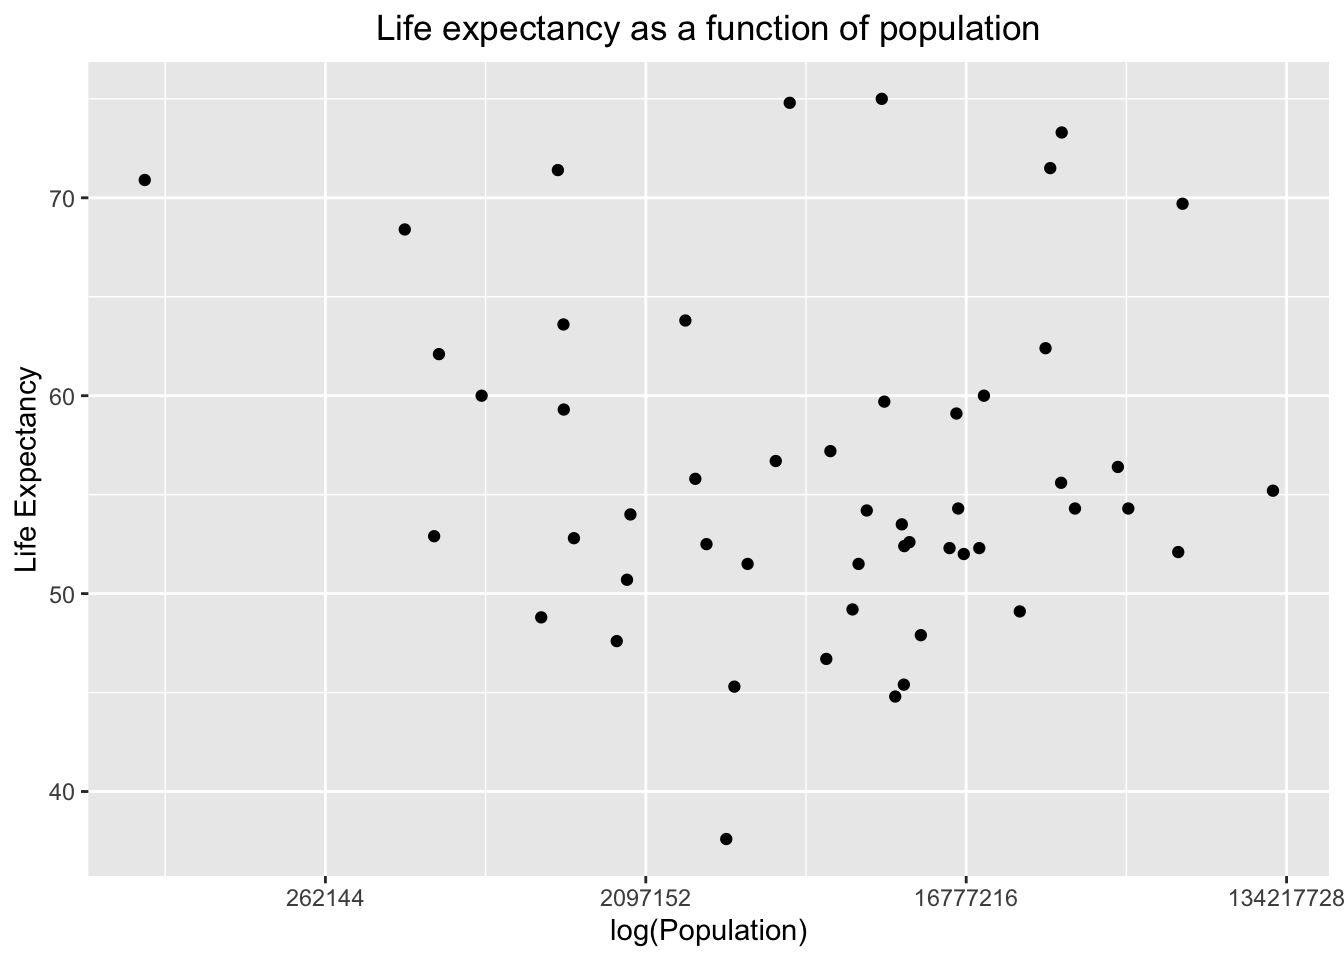 Life expectancy as a function of population
Life Expectancy
70
60
50
40
262144
2097152
16777216
134217728
log(Population)